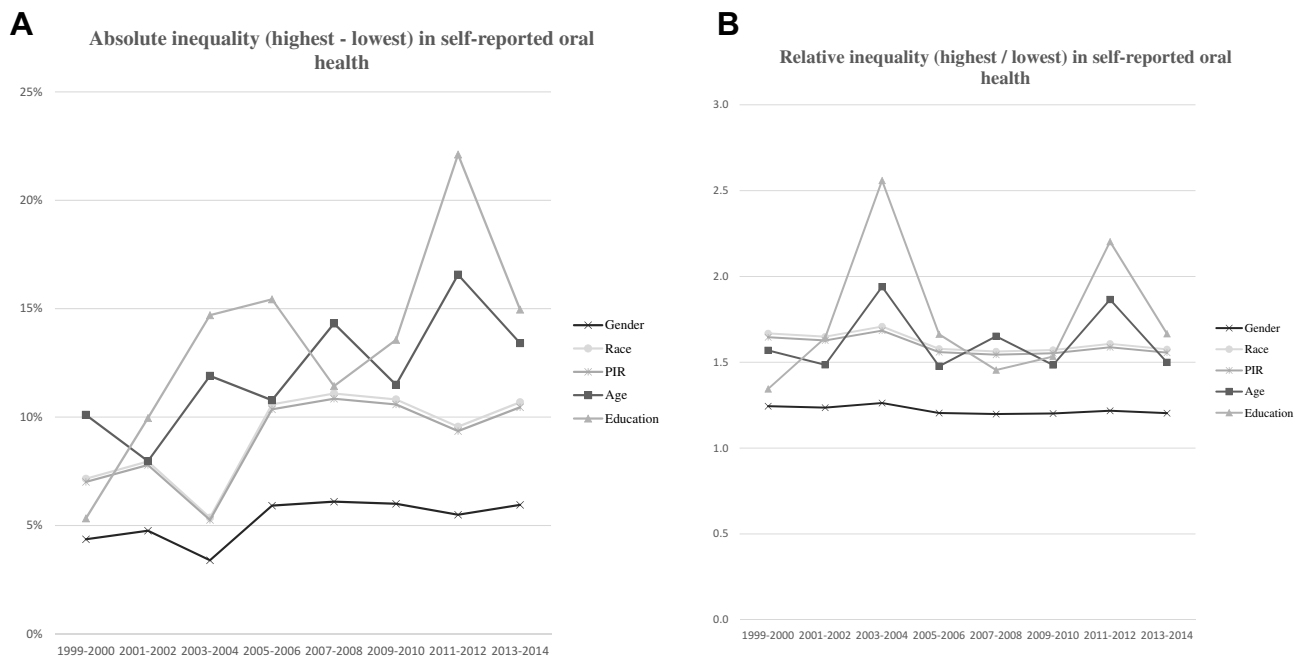 A
Absolute inequality (highest - lowest) in self-reported oral
health
25%
20%
15%
10%
5%
0%
1999-2000 2001-2002 2003-2004 2005-2006 2007-2008 2009-2010 2011-2012 2013-2014
Gender
Race
PIR
Age
Education
B
Relative inequality (highest / lowest) in self-reported oral
health
3.0
2.5
2.0
1.5
1.0
0.5
0.0
1999-2000 2001-2002 2003-2004 2005-2006 2007-2008 2009-2010 2011-2012 2013-2014
Gender
Race
PIR
Age
Education